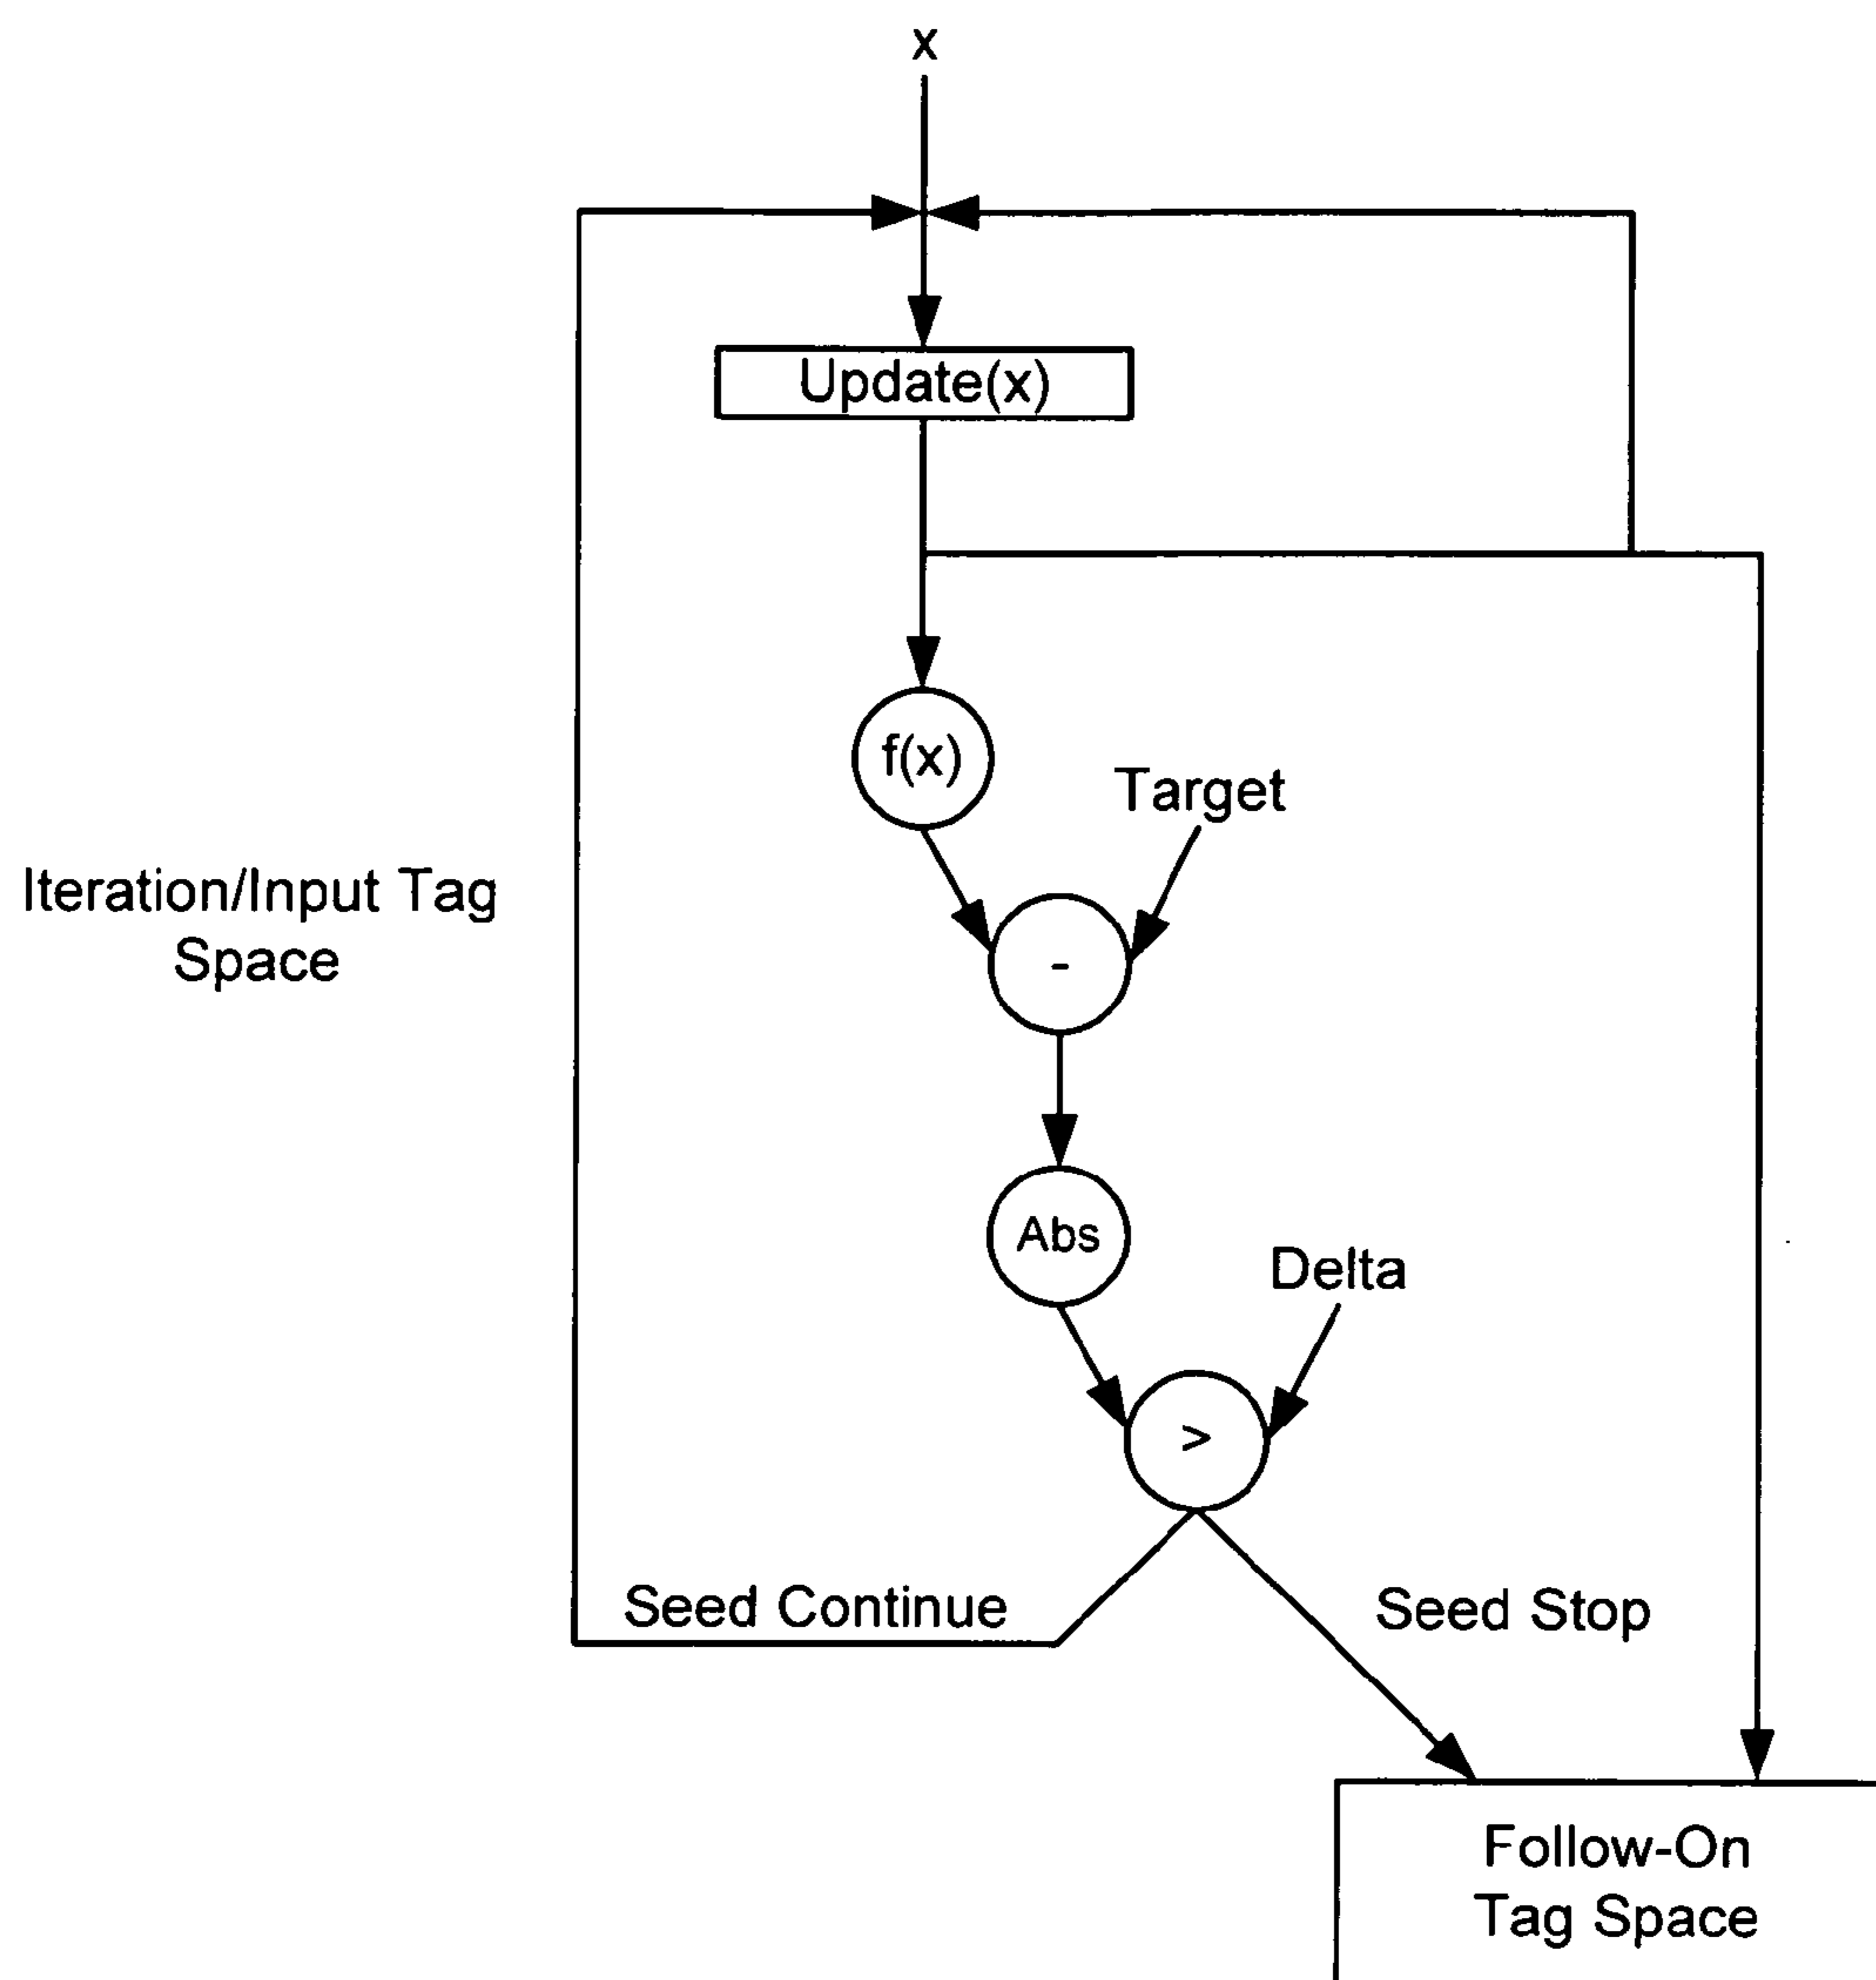 x
Update(x)
f(x)
Target
Iteration/Input Tag
Space
-
Abs
Delta
>
Seed Continue
Seed Stop
Follow-On
Tag Space